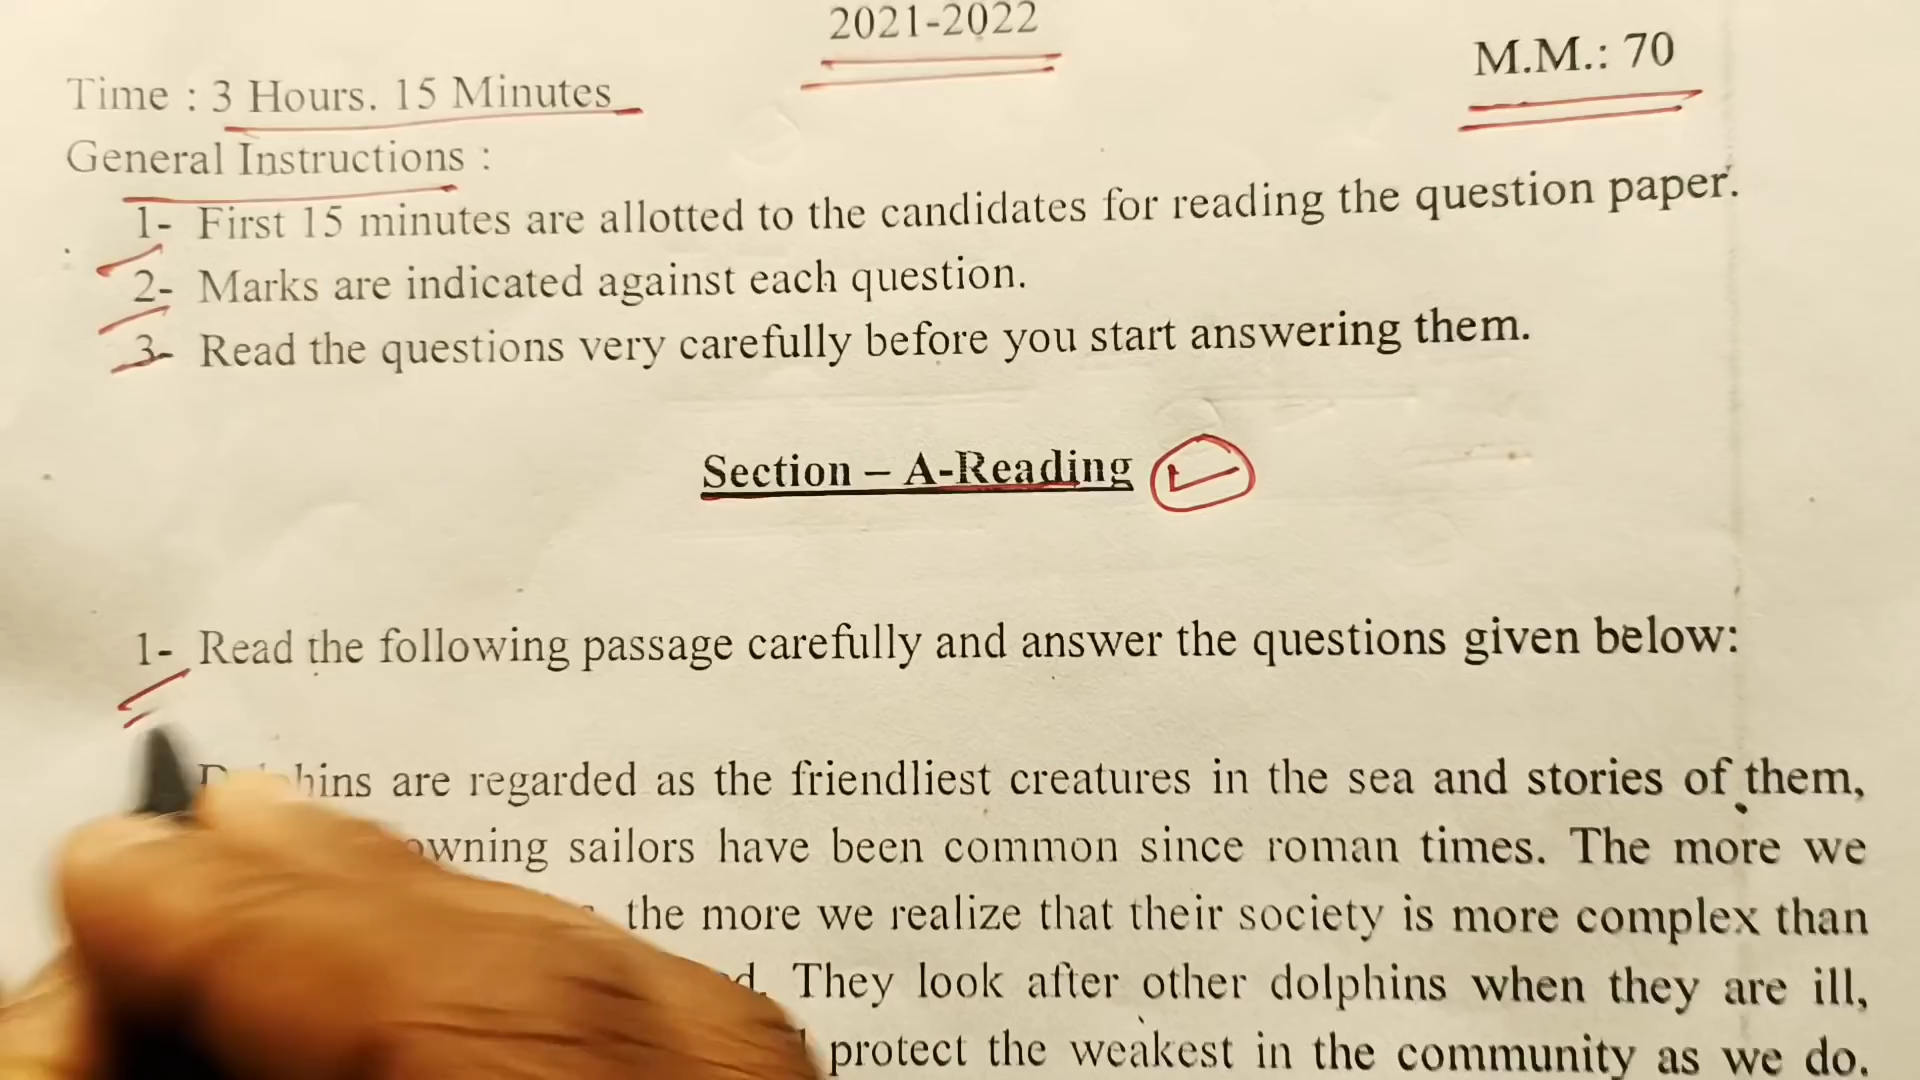 2021-2022
M.M.: 70
Time : 3 Hours. 15 Minutes
General Instructions :
1- First 15 minutes are allotted to the candidates for reading the question paper.
2- Marks are indicated against each question.
3- Read the questions very carefully before you start answering them.
Section – A-Reading
1- Read the following passage carefully and answer the questions given below:
are regarded as the friendliest creatures in the sea and stories of them,
sailors have been common since roman times. The more we
the more we realize that their society is more complex than
They look after other dolphins when they are ill,
protect the weakest in the community as we do.